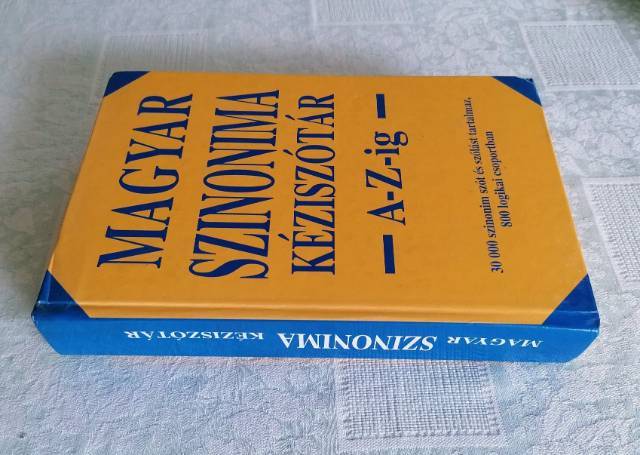 MAGYAR
SZINONIMA
KÉZISZÓTÁR
A-Z-ig
30 000 szinonim szót és szólást tartalmaz,
800 logikai csoportban
MAGYAR SZINONIMA KÉZISZÓTÁR